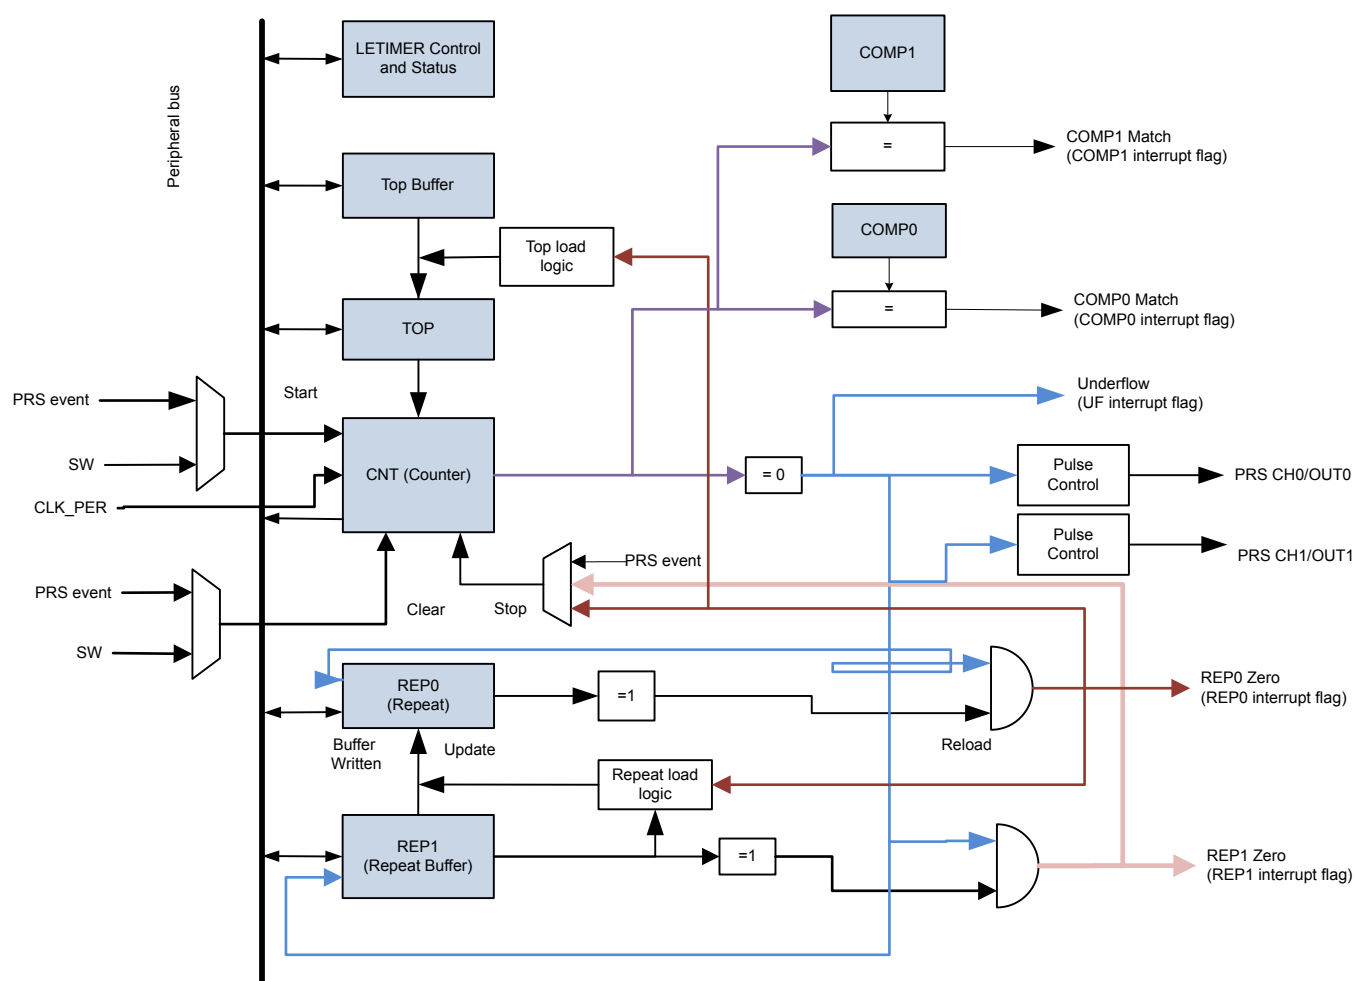 LETIMER Control
and Status
COMP1
Peripheral bus
=
COMP1 Match
(COMP1 interrupt flag)
Top Buffer
Top load
logic
COMP0
TOP
=
COMP0 Match
(COMP0 interrupt flag)
PRS event
Start
Underflow
(UF interrupt flag)
SW
CNT (Counter)
= 0
Pulse
Control
PRS CH0/OUT0
CLK_PER
Pulse
Control
PRS CH1/OUT1
PRS event
PRS event
Clear
Stop
SW
REP0
(Repeat)
=1
REP0 Zero
(REP0 interrupt flag)
Buffer
Written
Update
Reload
Repeat load
logic
REP1
(Repeat Buffer)
=1
REP1 Zero
(REP1 interrupt flag)